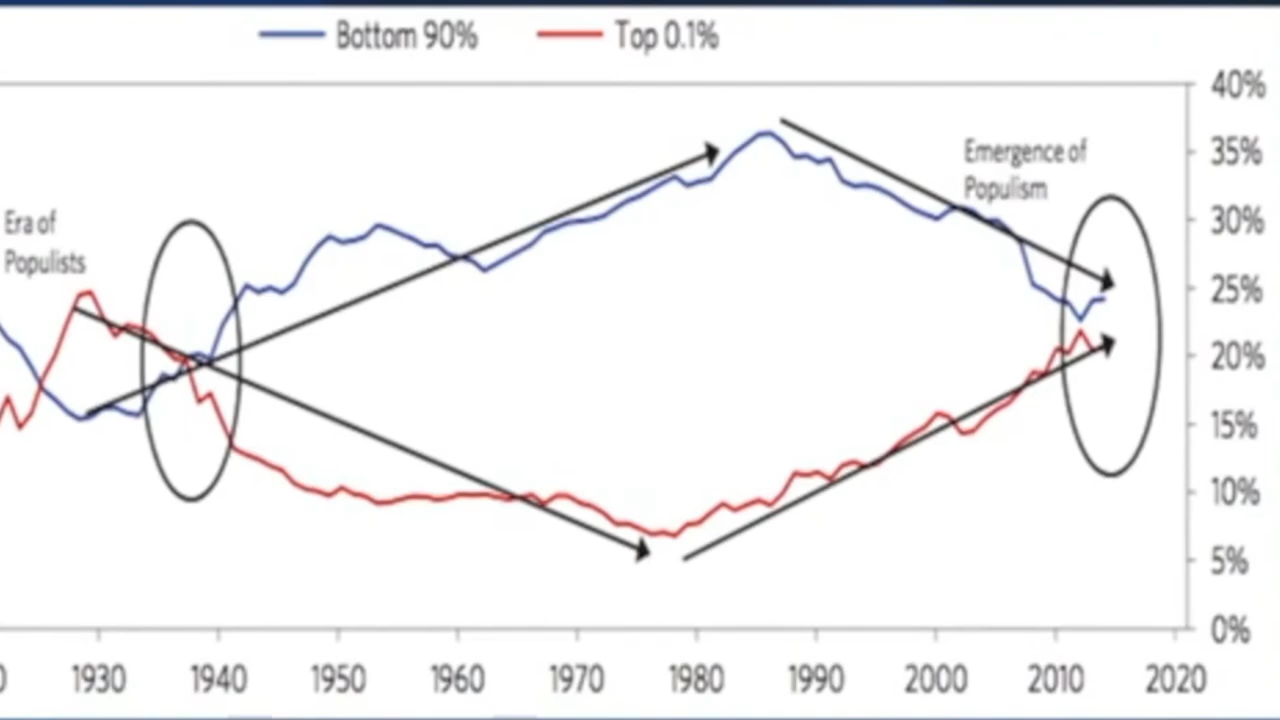 Bottom 90% Top 0.1%
40%
Emergence of
Populism
35%
Era of
Populists
30%
25%
20%
15%
10%
5%
0%
0 1930 1940 1950 1960 1970 1980 1990 2000 2010 2020